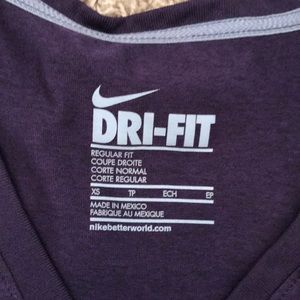 DRI-FIT
REGULAR FIT
COUPE DROITE
CORTE NORMAL
CORTE REGULAR
XS TP ECH EP
MADE IN MEXICO
FABRIQUE AU MEXIQUE
nikebetterworld.com